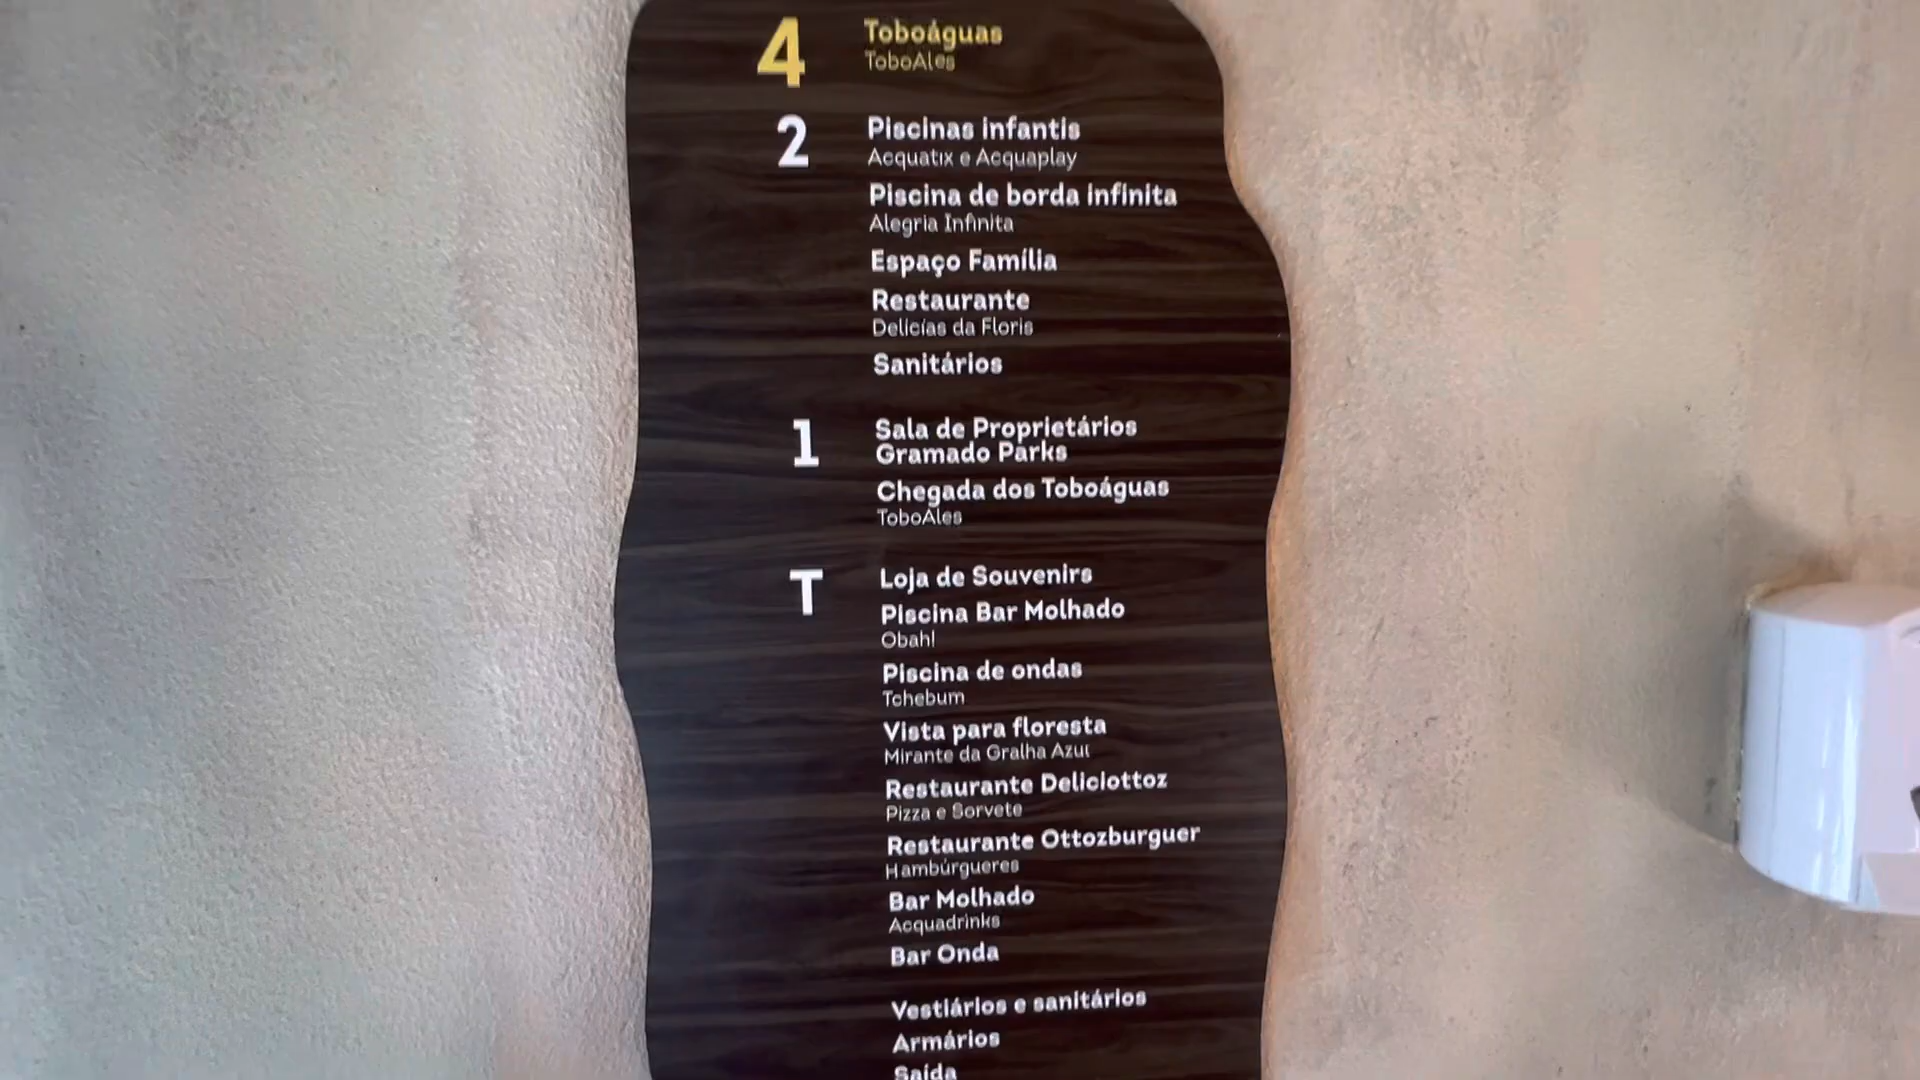 4 Toboáguas
ToboAles
2 Piscinas infantis
Acquatix e Acquaplay
Piscina de borda infinita
Alegria Infinita
Espaço Família
Restaurante
Delícias da Floris
Sanitários
1 Sala de Proprietários
Gramado Parks
Chegada dos Toboáguas
ToboAles
T Loja de Souvenirs
Piscina Bar Molhado
Obah!
Piscina de ondas
Tchebum
Vista para floresta
Mirante da Gralha Azul
Restaurante Deliciottoz
Pizza e Sorvete
Restaurante Ottozburguer
Hambúrgueres
Bar Molhado
Acquadrinks
Bar Onda
Vestiários e sanitários
Armários
Saída